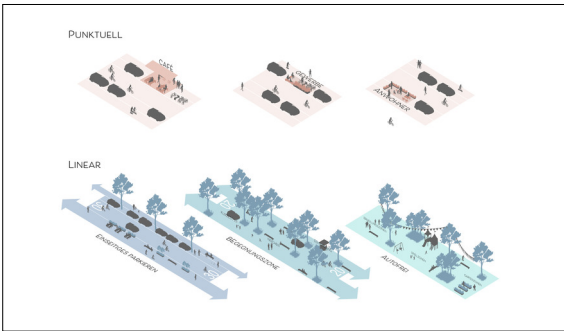 PUNKTUELL
CAFÉ
GEWERBE
ANWOHNER
LINEAR
EINSEITIGES PARKIEREN
BEGEGNUNGSZONE
AUTOFREI